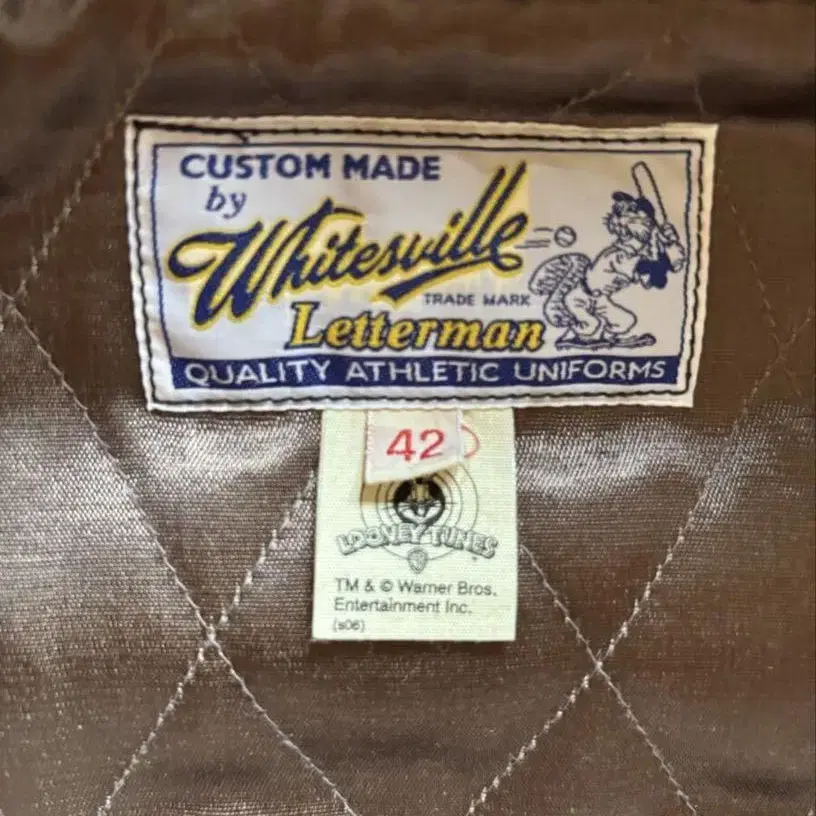 CUSTOM MADE
by
Whitesville
TRADE MARK
Letterman
QUALITY ATHLETIC UNIFORMS
42
LOONEY TUNES
TM & © Warner Bros.
Entertainment Inc.
(s06)